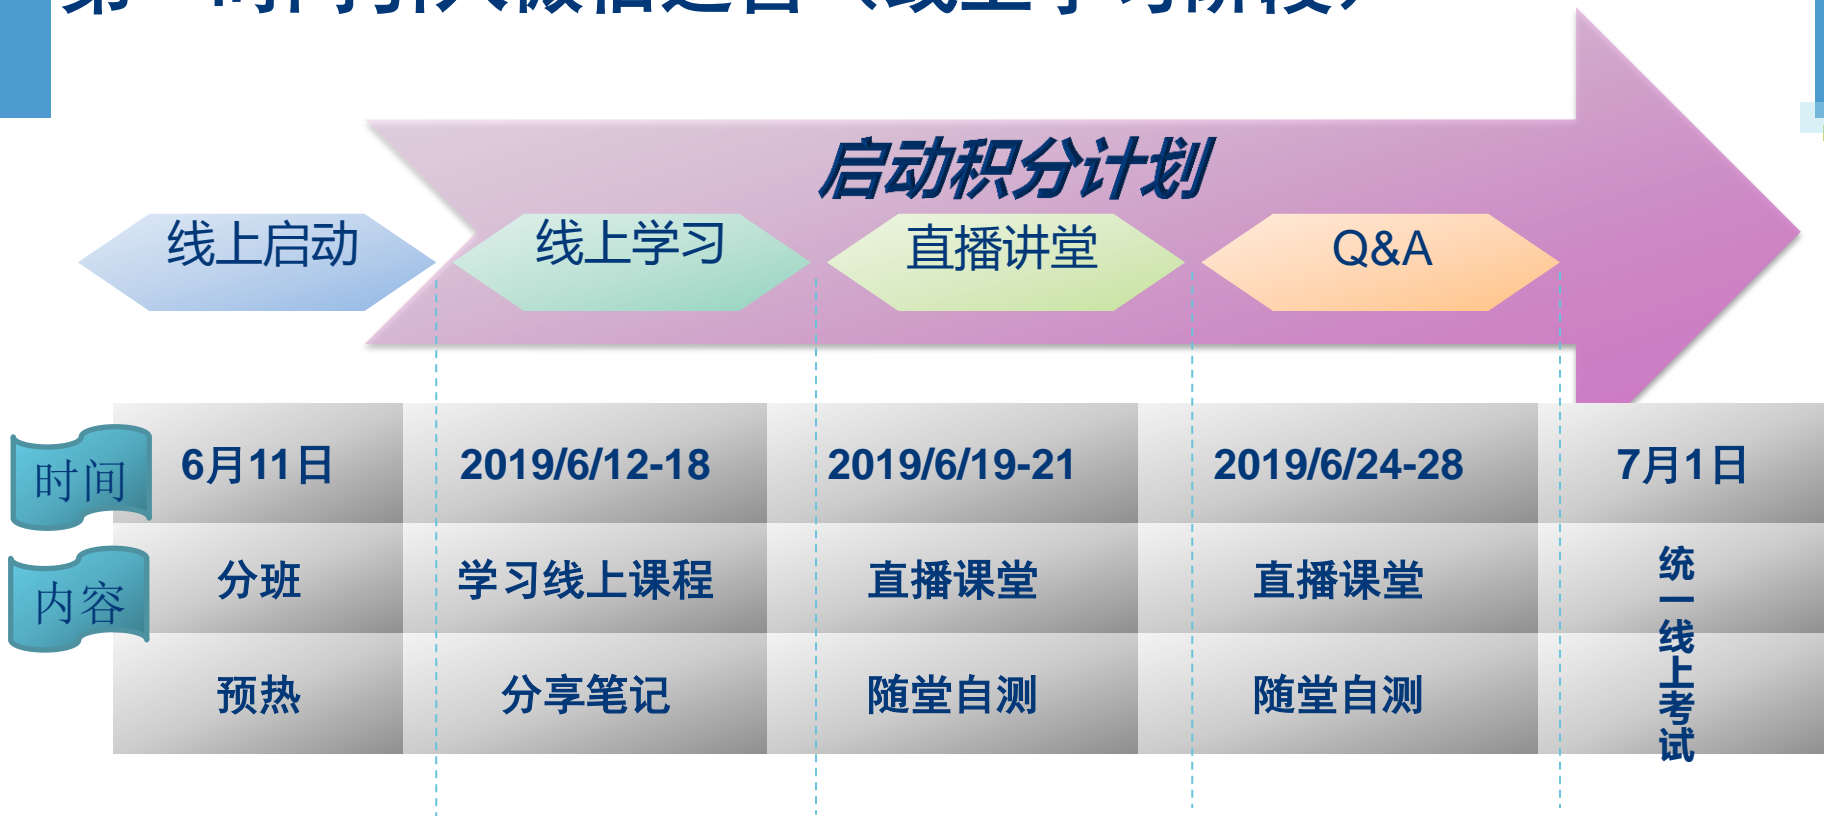 启动积分计划
线上启动
线上学习
直播讲堂
Q&A
时间
6月11日
2019/6/12-18
2019/6/19-21
2019/6/24-28
7月1日
内容
分班
学习线上课程
直播课堂
直播课堂
统一线上考试
预热
分享笔记
随堂自测
随堂自测